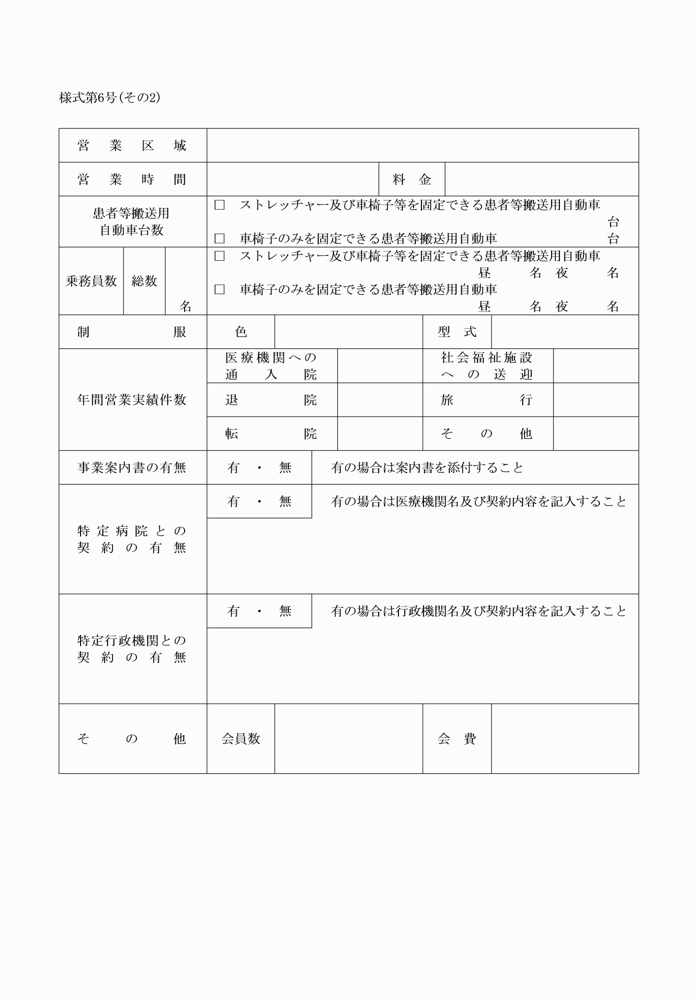 様式第6号(その2)
営業区域
営業時間 料金
患者等搬送用
自動車台数
□ ストレッチャー及び車椅子等を固定できる患者等搬送用自動車
台
□ 車椅子のみを固定できる患者等搬送用自動車 台
乗務員数 総数 名
□ ストレッチャー及び車椅子等を固定できる患者等搬送用自動車
昼 名 夜 名
□ 車椅子のみを固定できる患者等搬送用自動車
昼 名 夜 名
制服 色 型式
年間営業実績件数
医療機関への
通入院
社会福祉施設
への送迎
退院 旅行
転院 その他
事業案内書の有無 有・無 有の場合は案内書を添付すること
特定病院との
契約の有無
有・無 有の場合は医療機関名及び契約内容を記入すること
特定行政機関との
契約の有無
有・無 有の場合は行政機関名及び契約内容を記入すること
その他 会員数 会費